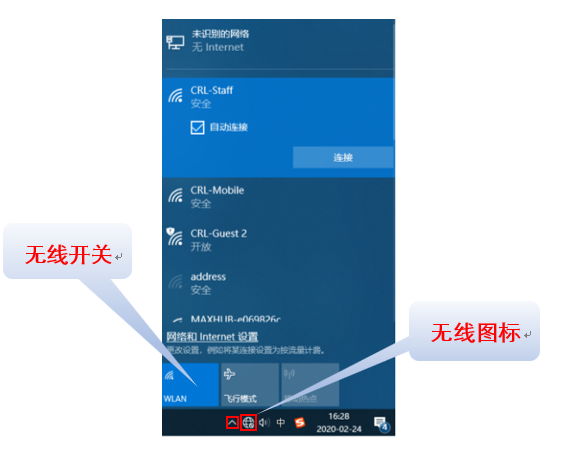 未识别的网络
无 Internet
CRL-Staff
安全
自动连接
连接
CRL-Mobile
安全
CRL-Guest 2
开放
address
安全
MAXHUB-e069826c
网络和 Internet 设置
更改设置，例如将某连接设置为按流量计费。
WLAN
飞行模式
移动热点
中
16:28
2020-02-24
4
无线开关
无线图标